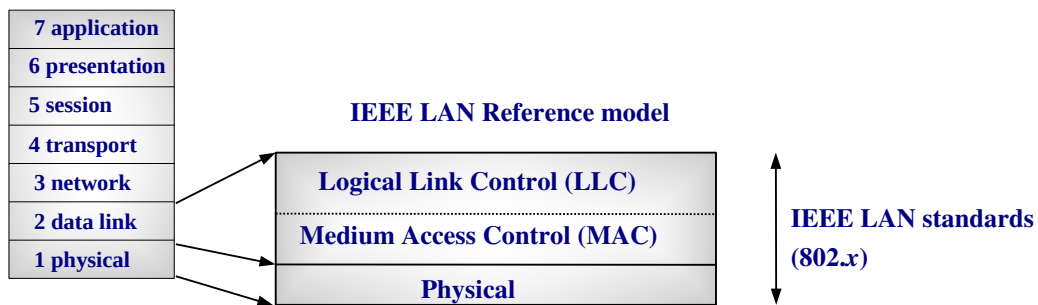 7 application
6 presentation
5 session
4 transport
3 network
2 data link
1 physical
IEEE LAN Reference model
Logical Link Control (LLC)
Medium Access Control (MAC)
Physical
IEEE LAN standards
(802.x)